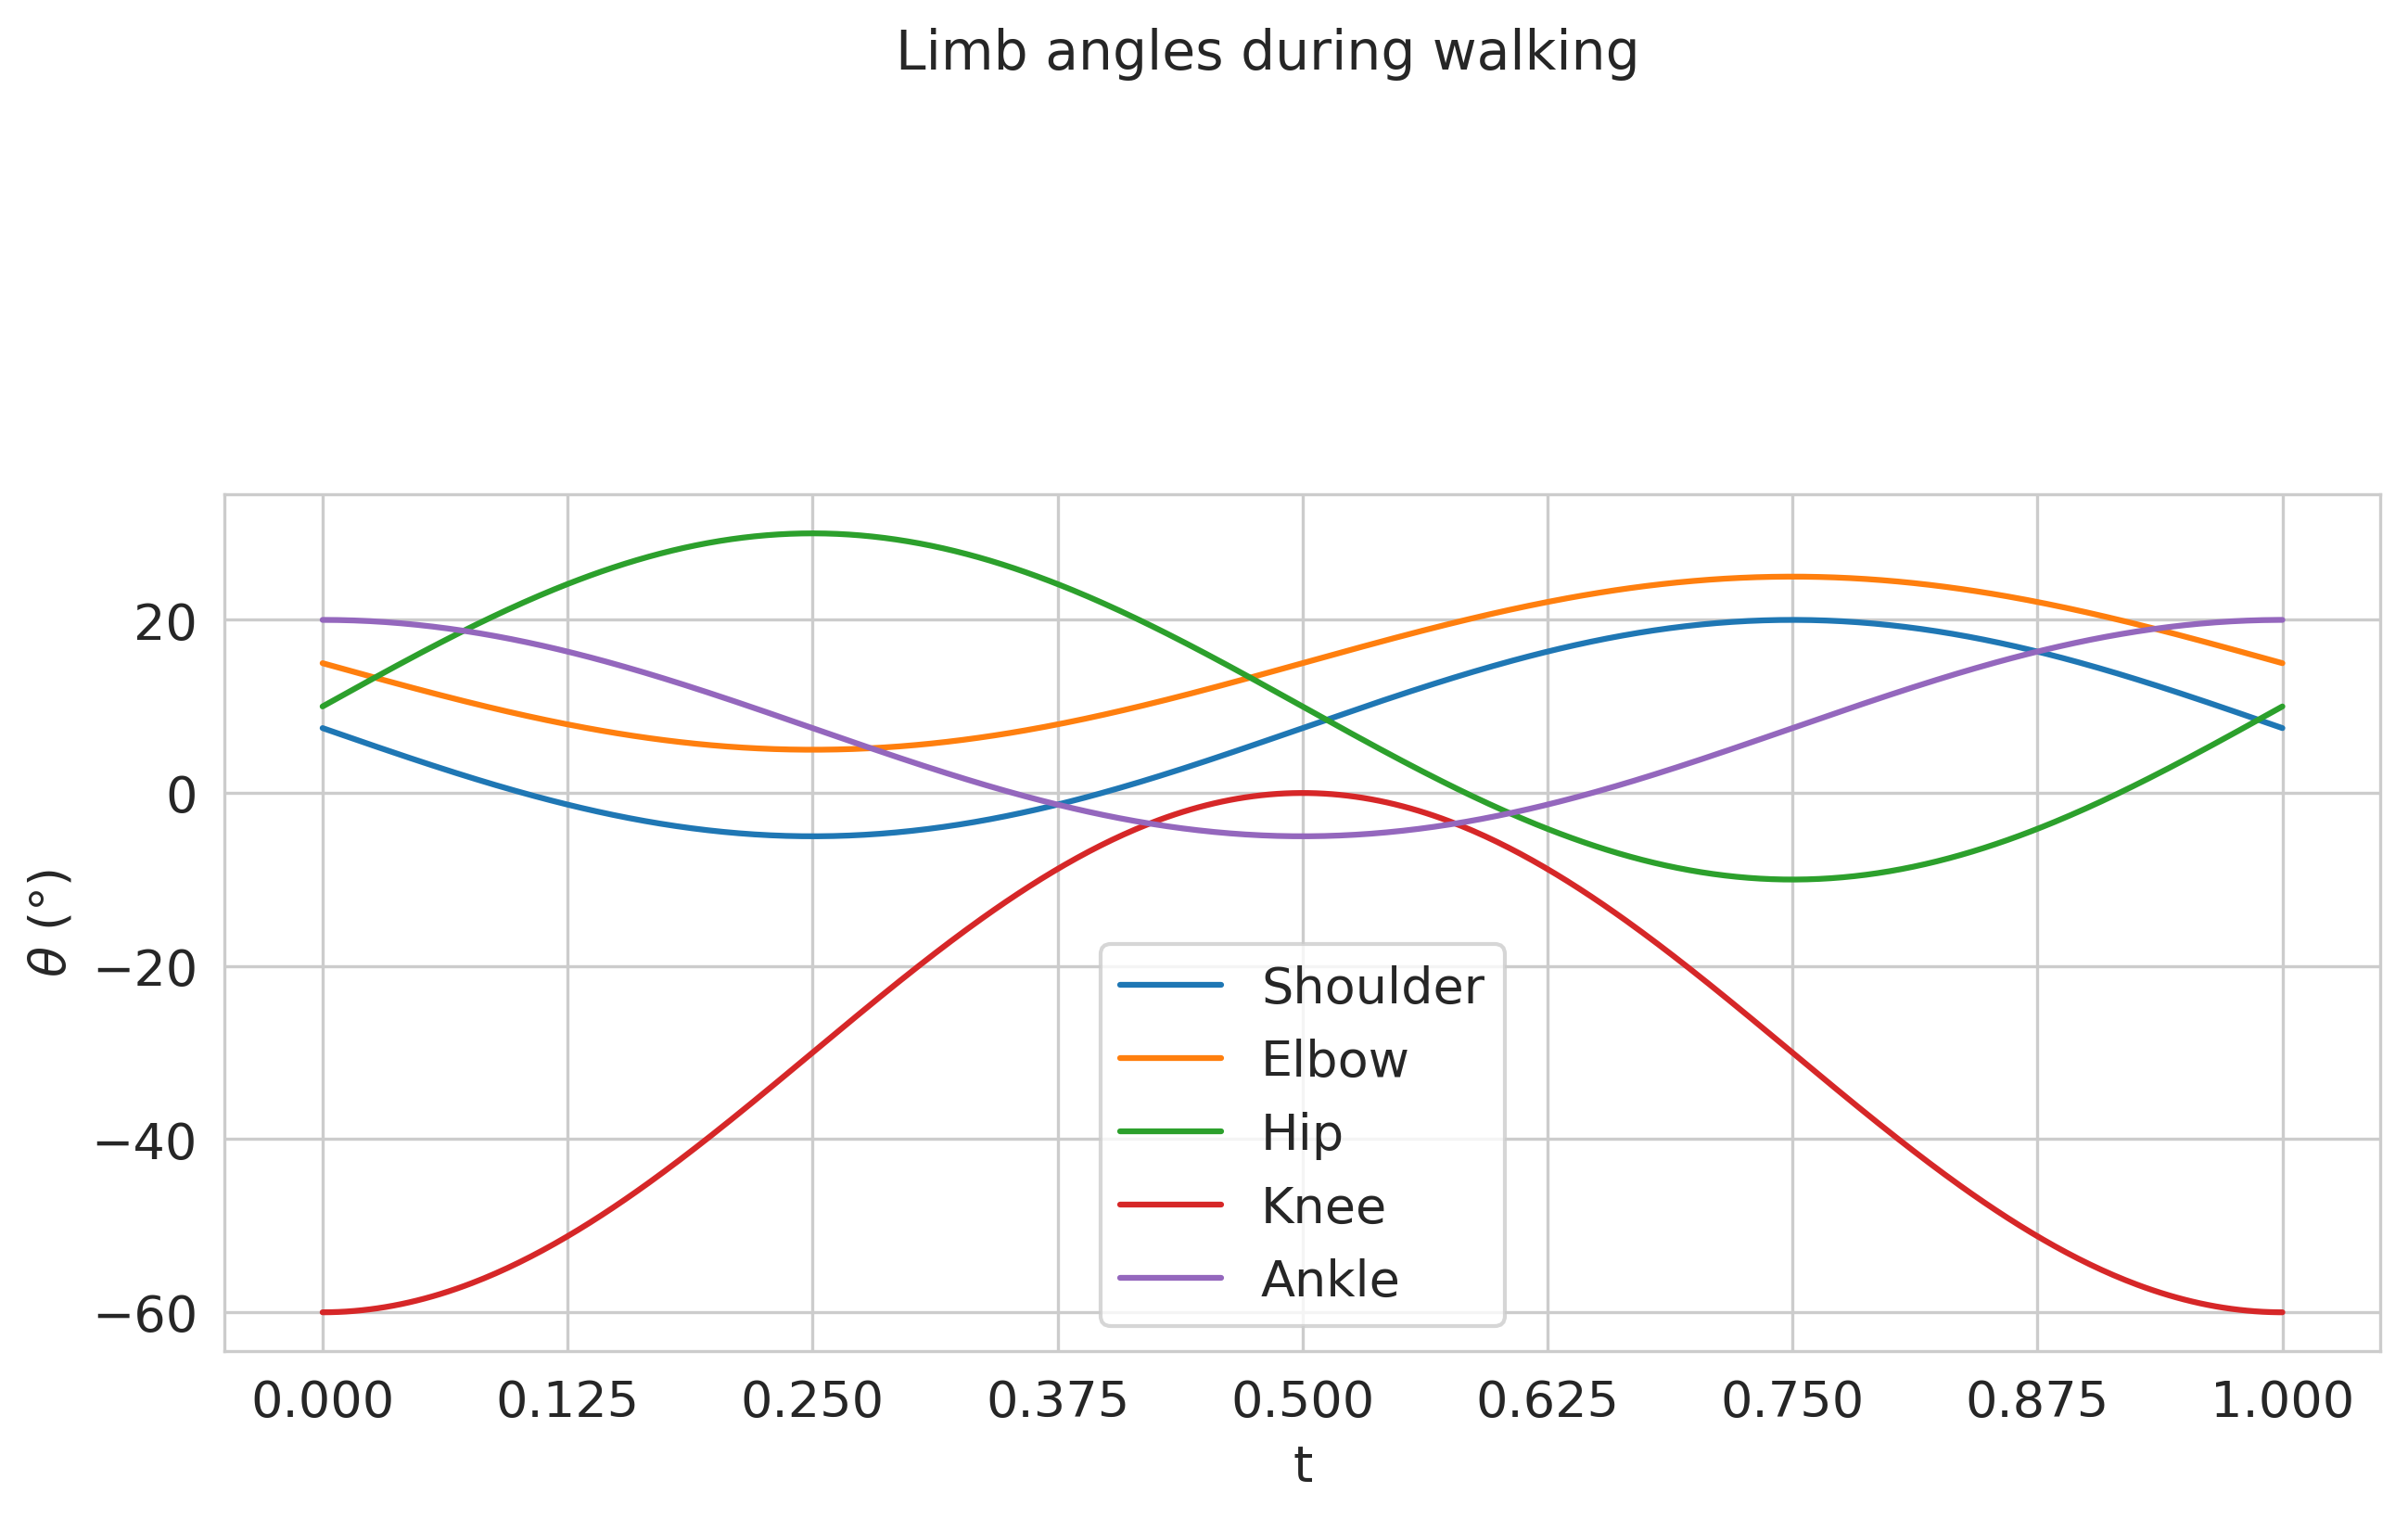 Limb angles during walking
θ (°)
20
0
−20
−40
−60
Shoulder
Elbow
Hip
Knee
Ankle
0.000 0.125 0.250 0.375 0.500 0.625 0.750 0.875 1.000
t